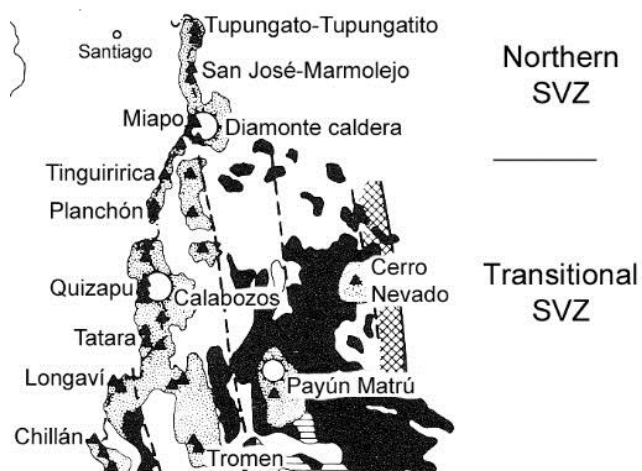 Tupungato-Tupungatito
Santiago
San José-Marmolejo
Northern
SVZ
Miapo
Diamonte caldera
Tinguiririca
Planchón
Cerro
Nevado
Quizapu
Calabozos
Transitional
SVZ
Tatara
Longaví
Payún Matrú
Chillán
Tromen